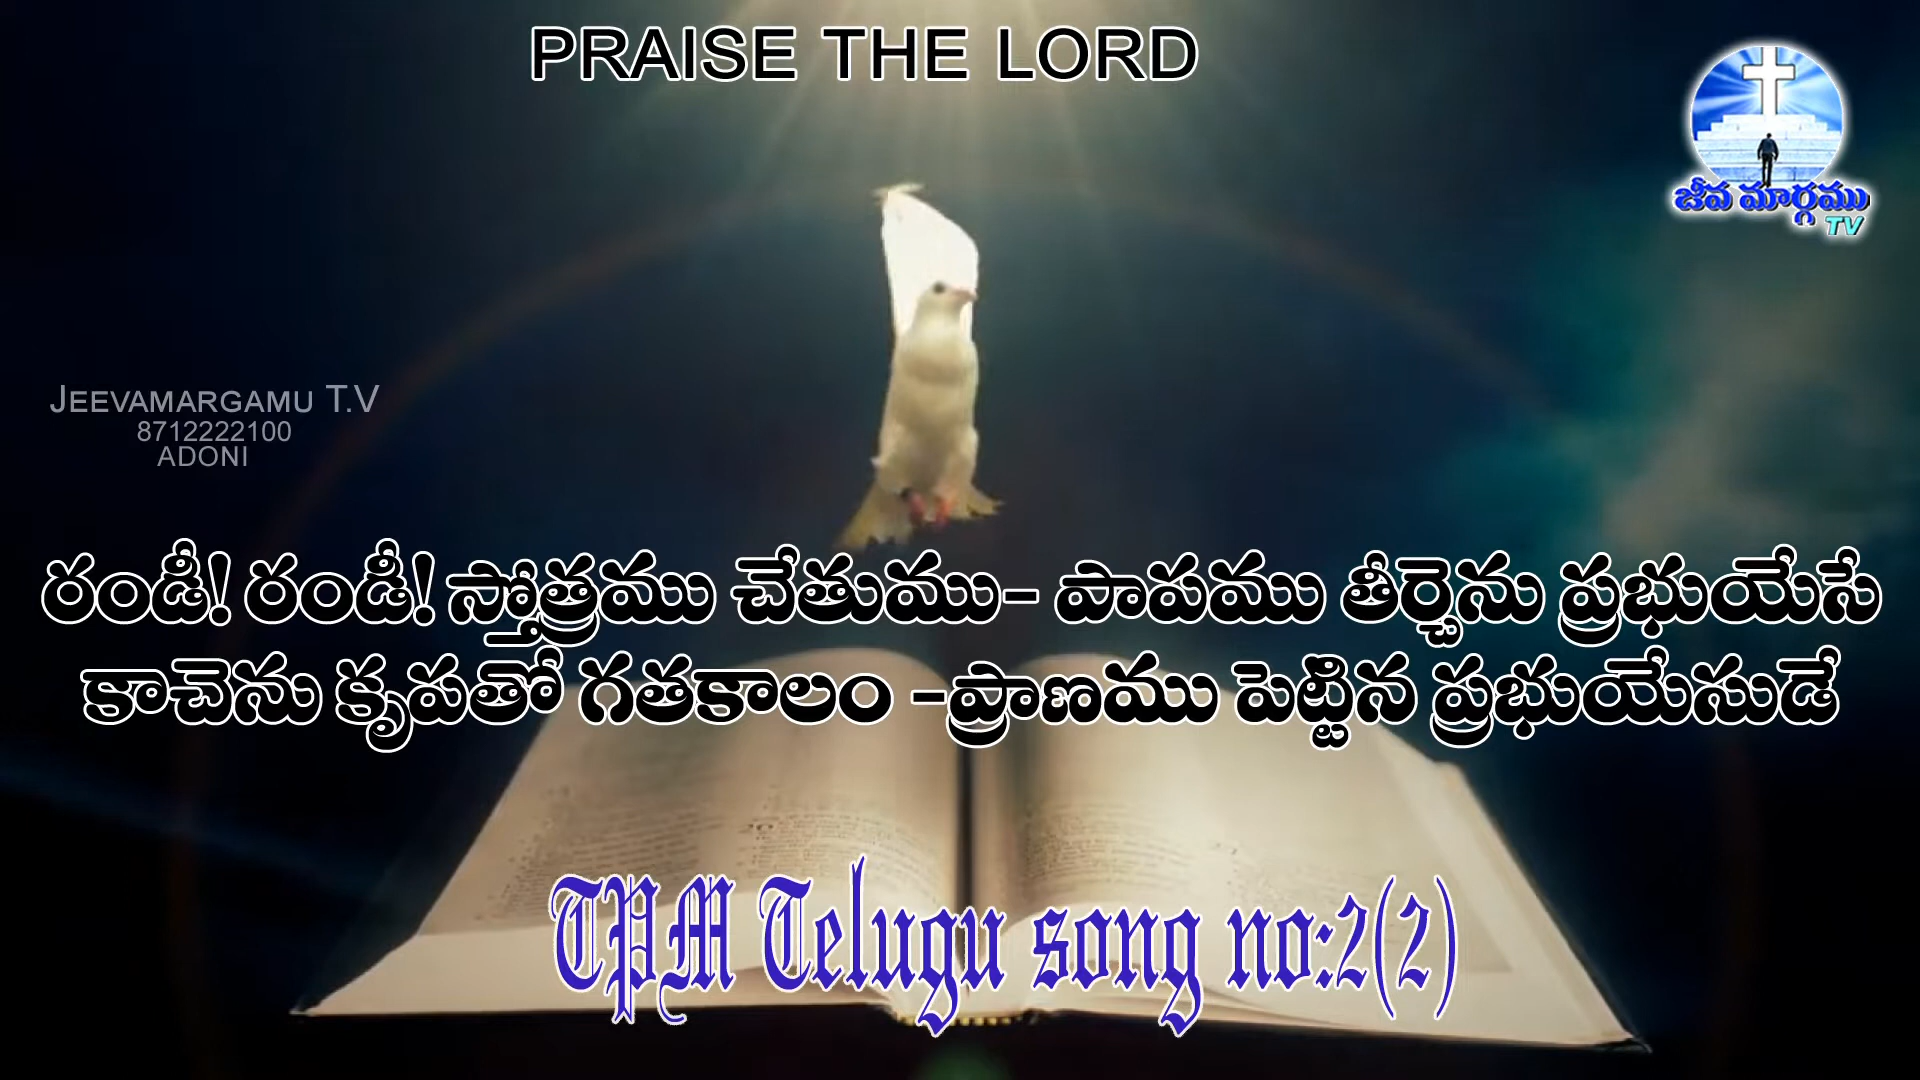 PRAISE THE LORD
జీవ మార్గము
TV
JEEVAMARGAMU T.V
8712222100
ADONI
రండీ! రండీ! స్తోత్రము చేతుము- పాపము తీర్చెను ప్రభుయేసే
కాచెను కృపతో గతకాలం -ప్రాణము పెట్టిన ప్రభుయేసుడే
TPM Telugu song no:2(2)